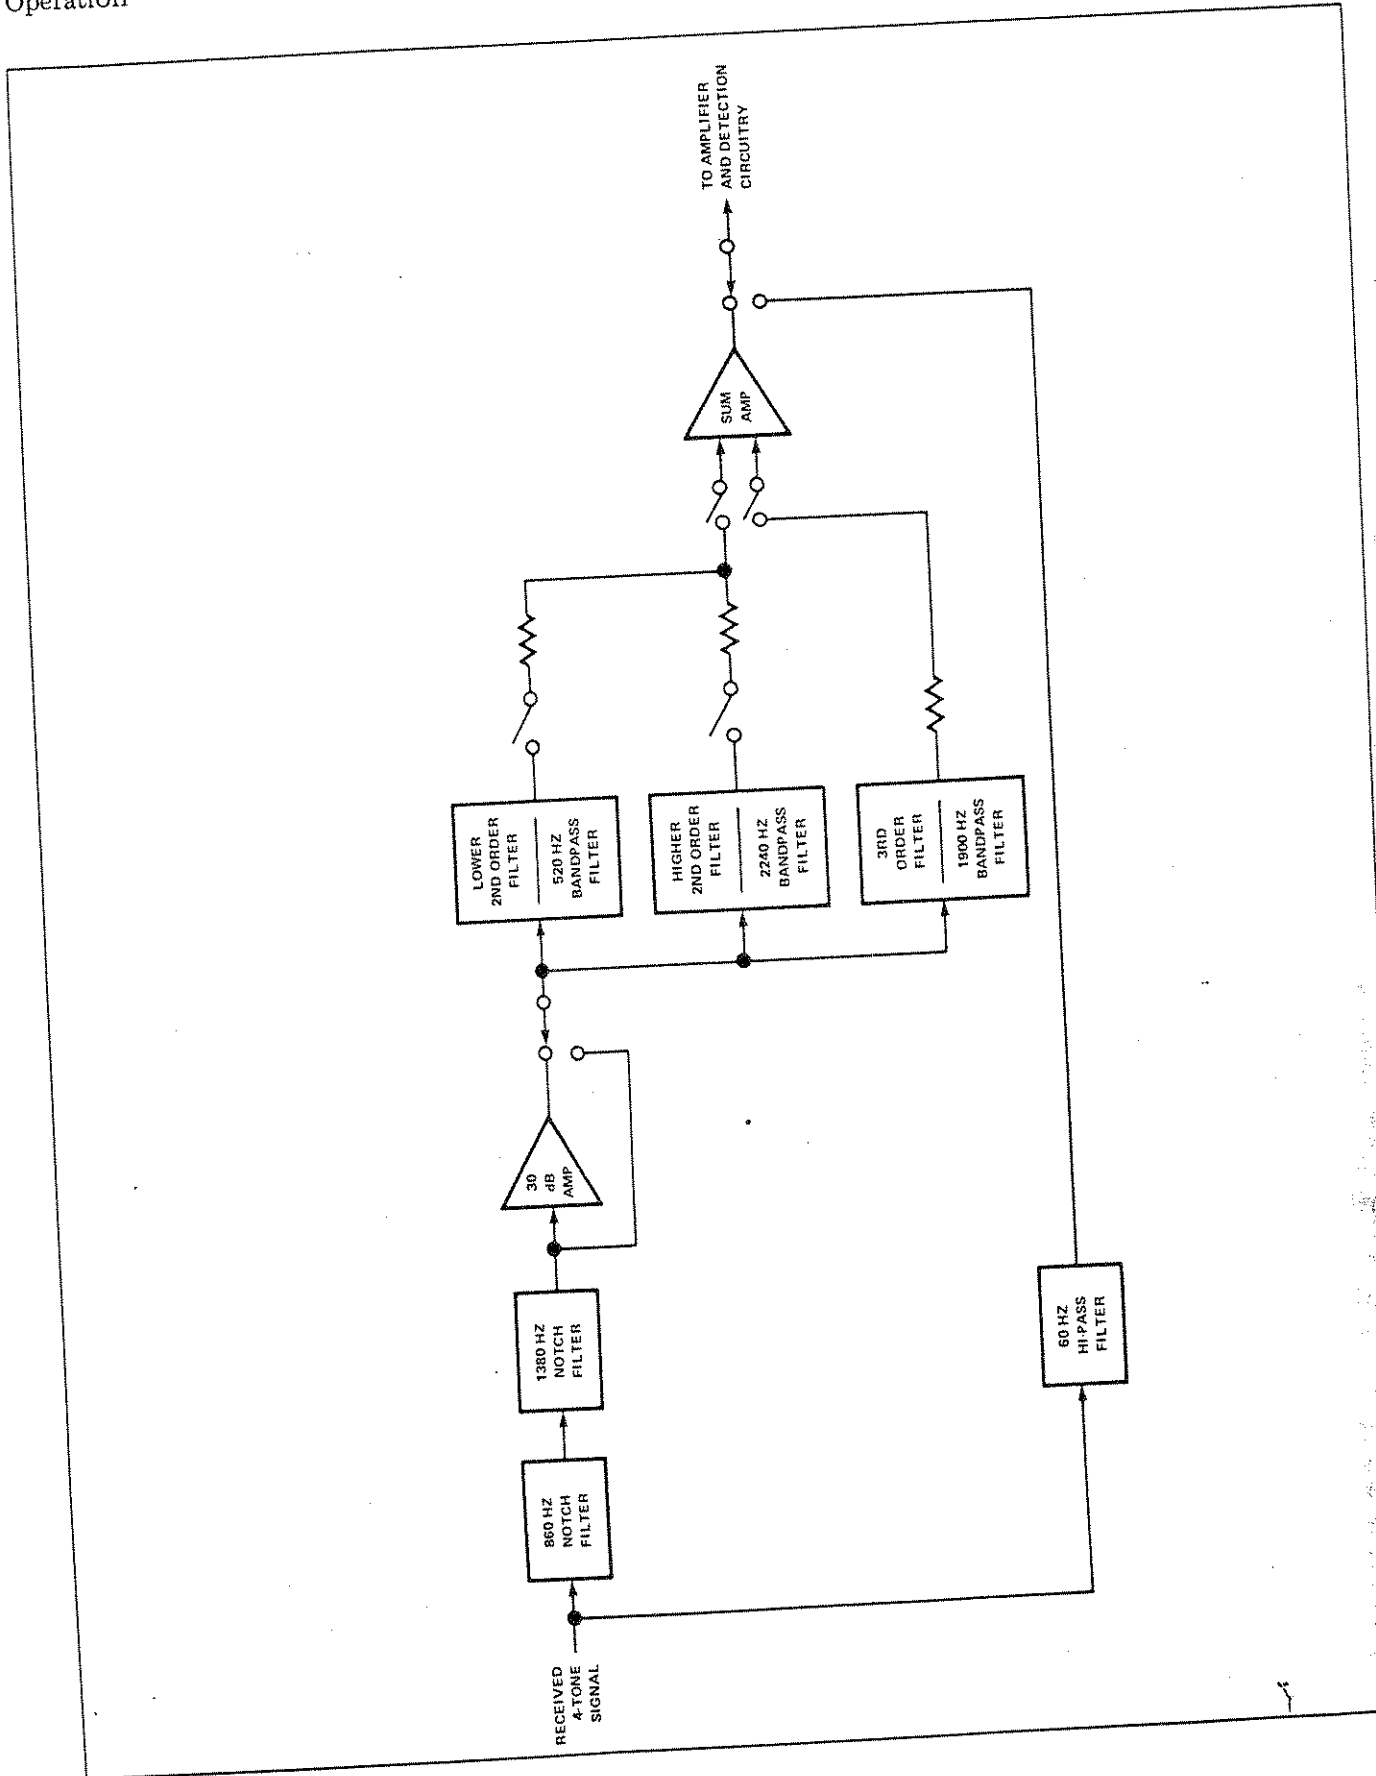 Operation
RECEIVED
4-TONE
SIGNAL
860 HZ
NOTCH
FILTER
1380 HZ
NOTCH
FILTER
30
dB
AMP
LOWER
2ND ORDER
FILTER
520 HZ
BANDPASS
FILTER
HIGHER
2ND ORDER
FILTER
2240 HZ
BANDPASS
FILTER
3RD
ORDER
FILTER
1900 HZ
BANDPASS
FILTER
60 HZ
HI-PASS
FILTER
SUM
AMP
TO AMPLIFIER
AND DETECTION
CIRCUITRY